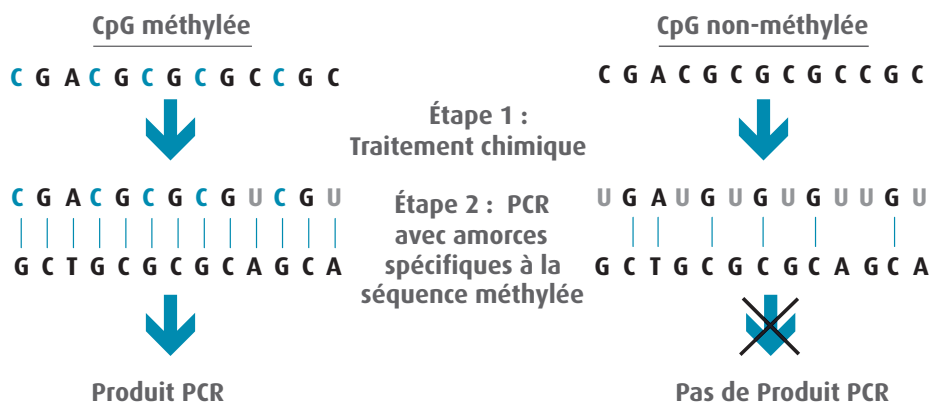 CpG méthylée
CpG non-méthylée
C G A C G C G C G C C G C
C G A C G C G C G C C G C
Étape 1 :
Traitement chimique
C G A C G C G C G U C G U
U G A U G U G U G U U G U
Étape 2 : PCR
avec amorces
spécifiques à la
séquence méthylée
G C T G C G C G C A G C A
G C T G C G C G C A G C A
Produit PCR
Pas de Produit PCR